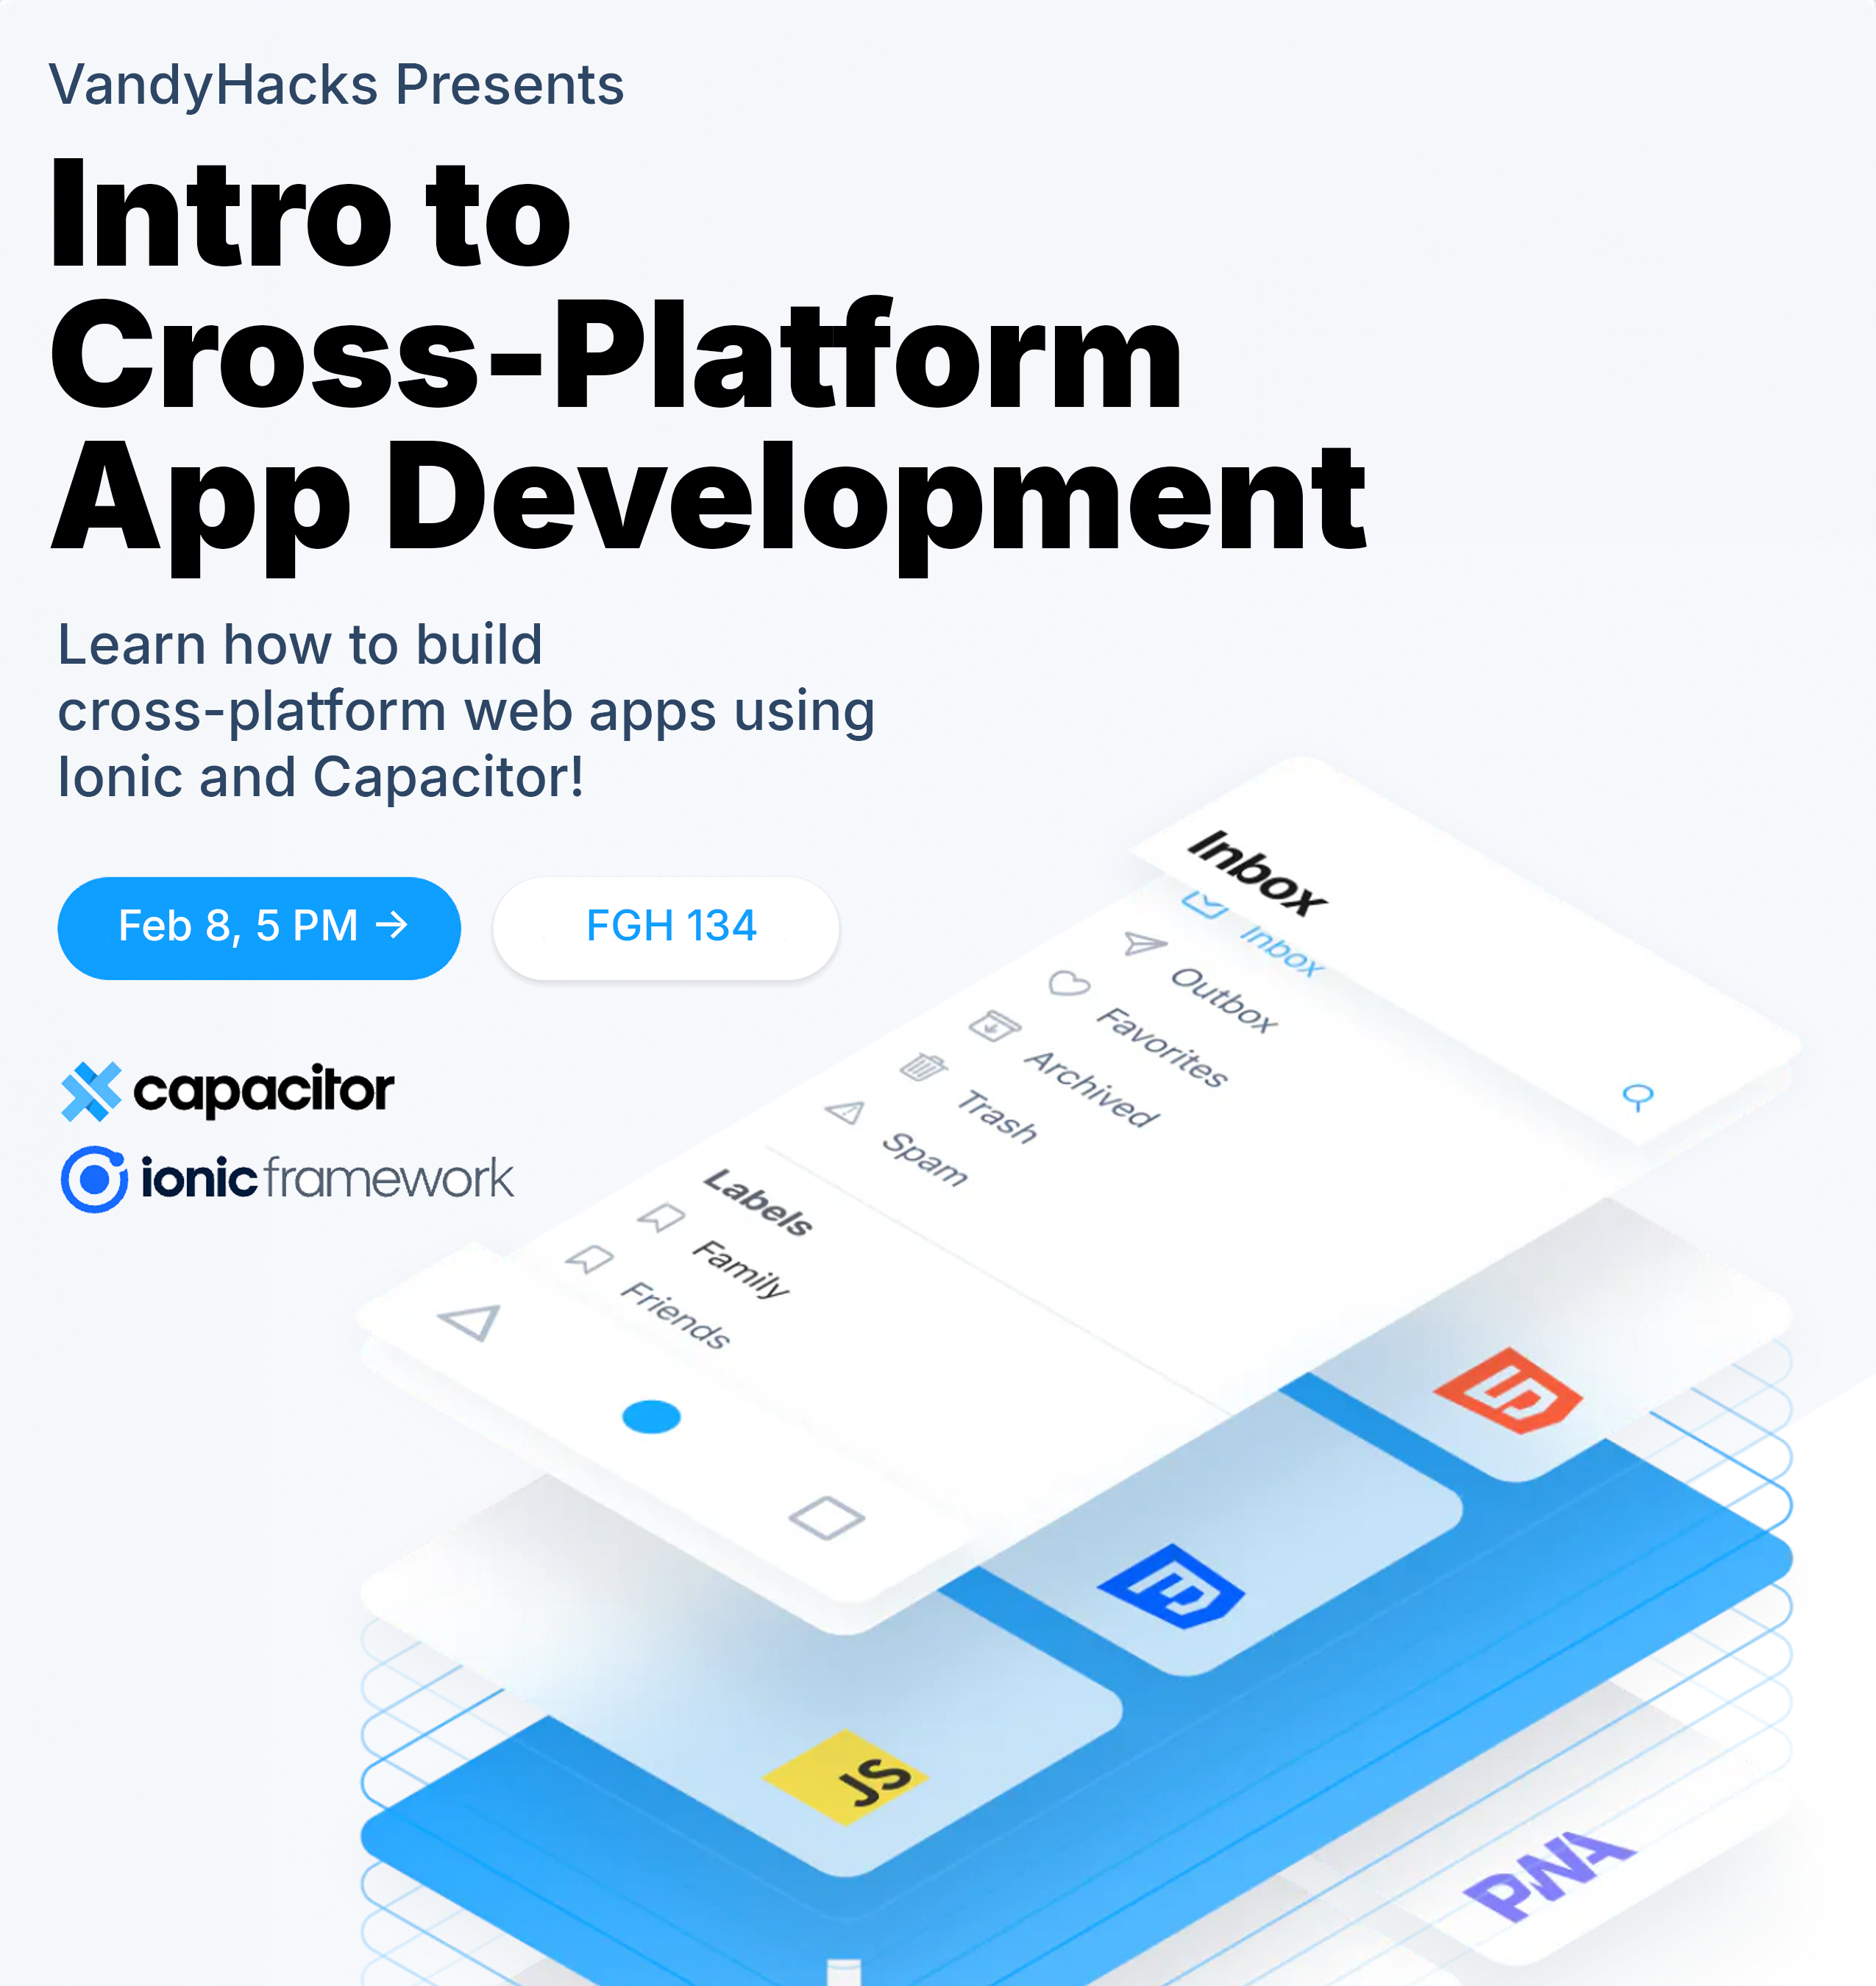 VandyHacks Presents
Intro to
Cross-Platform
App Development
Learn how to build
cross-platform web apps using
Ionic and Capacitor!
Feb 8, 5 PM →
FGH 134
capacitor
ionic framework
Inbox
Inbox
Outbox
Favorites
Archived
Trash
Spam
Labels
Family
Friends
JS
PWA